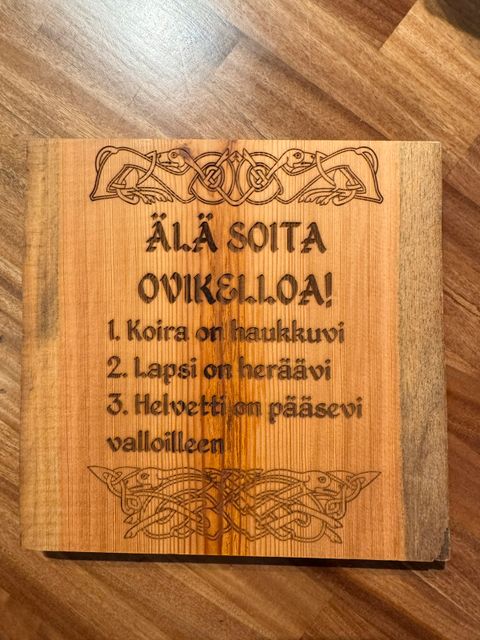 ÄLÄ SOITA
OVIKELLOA!
1. Koira on haukkuvi
2. Lapsi on heräävi
3. Helvetti on pääsevi
valloilleen